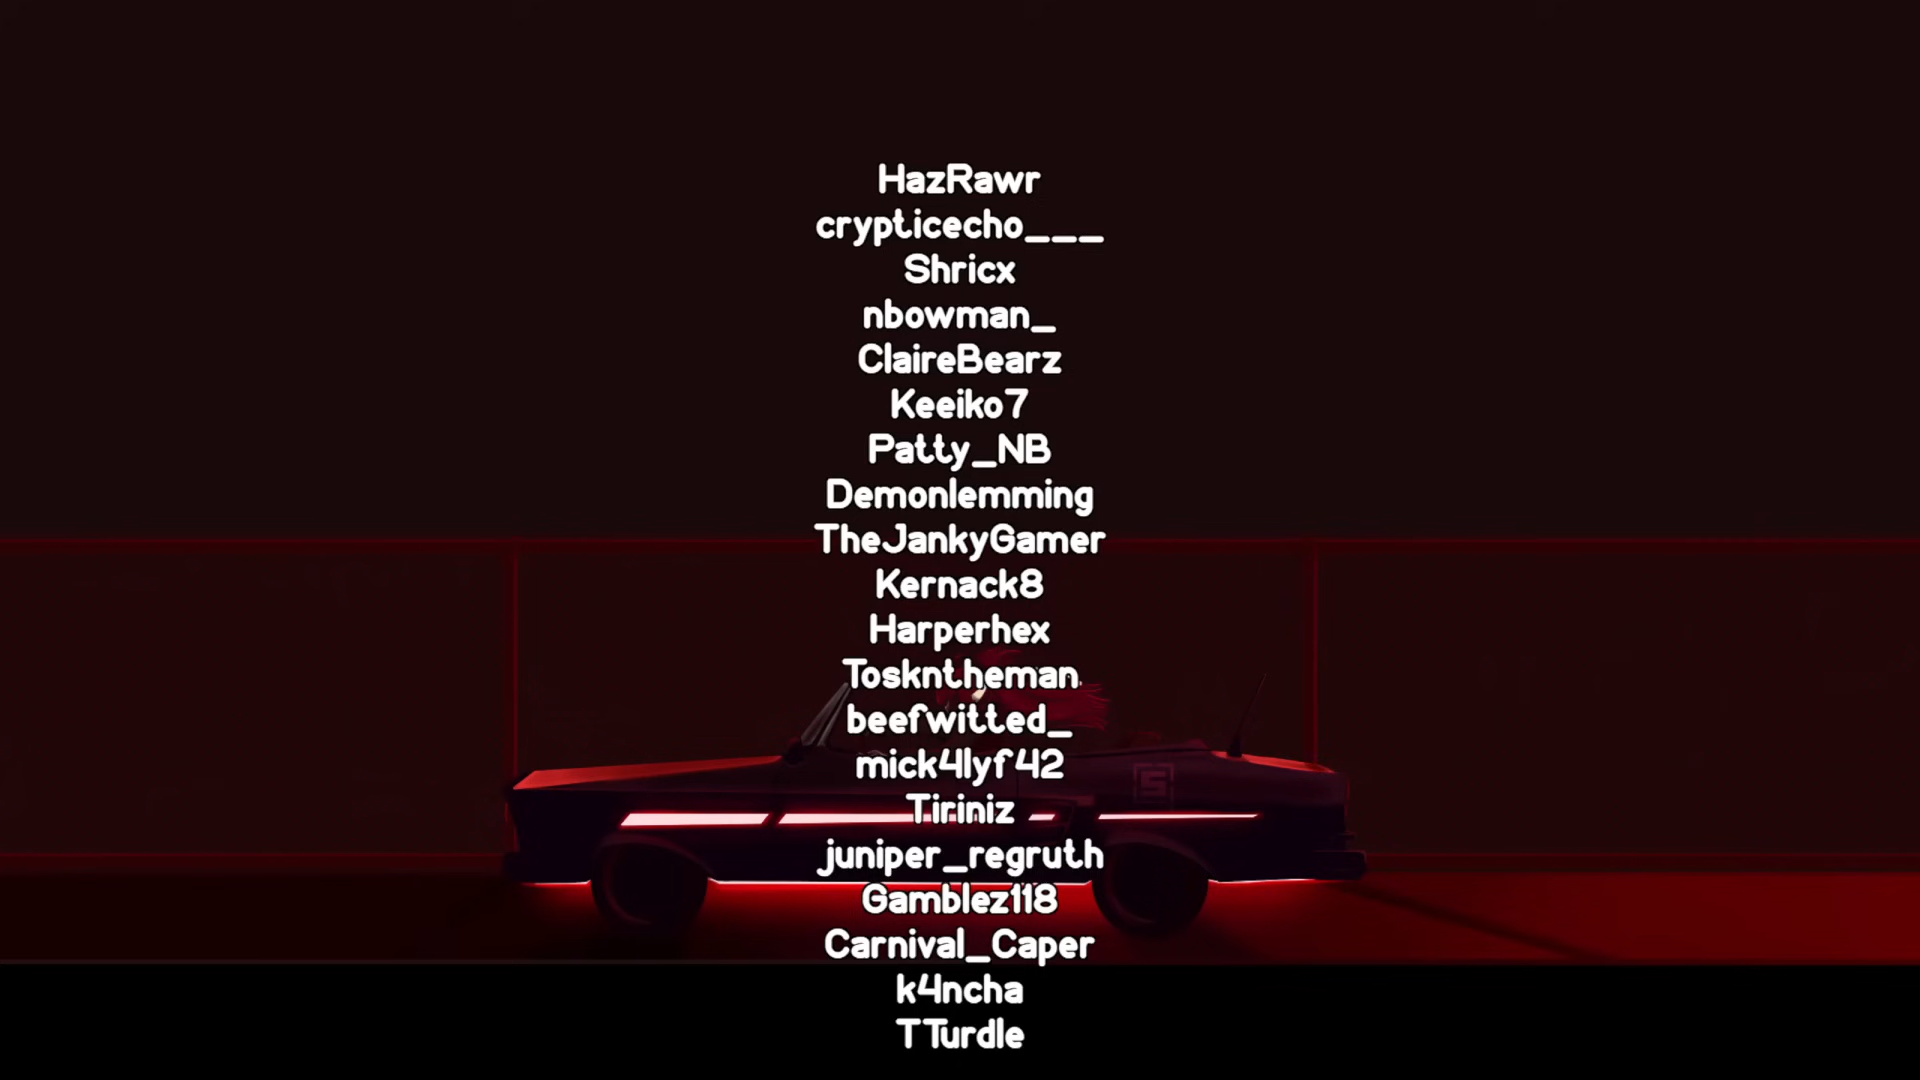 HazRawr
crypticecho___
Shricx
nbowman_
ClaireBearz
Keeiko7
Patty_NB
Demonlemming
TheJankyGamer
Kernack8
Harperhex
Toskntheman
beefwitted_
mick4lyf42
Tiriniz
juniper_regruth
Gamblez118
Carnival_Caper
k4ncha
TTurdle